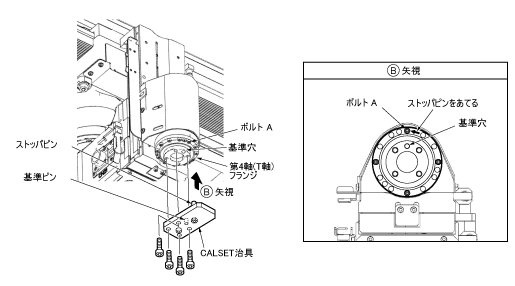 ボルト A
基準穴
第4軸(T軸)
フランジ
Ⓑ 矢視
ストッパピン
基準ピン
CALSET治具
Ⓑ 矢視
ボルト A
ストッパピンをあてる
基準穴